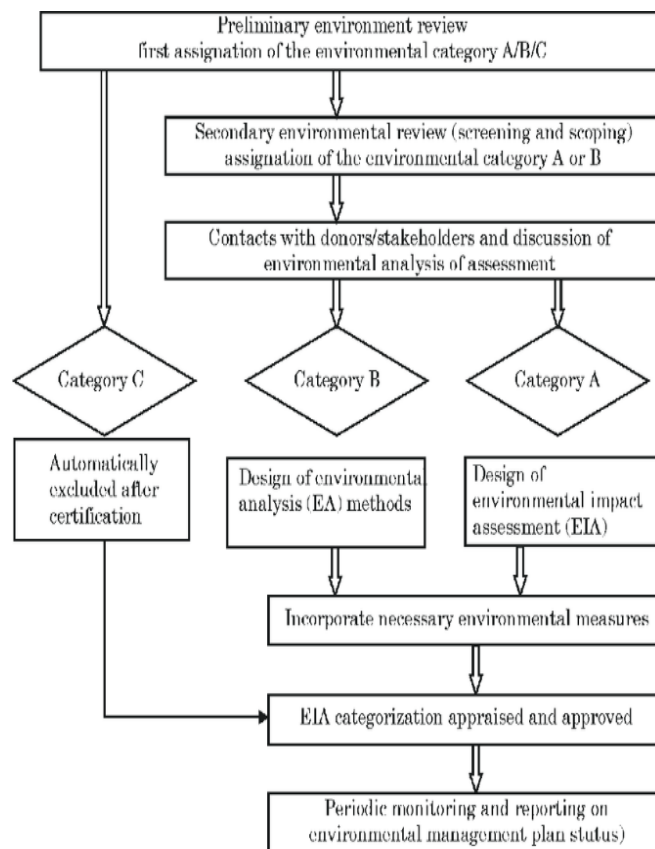 Preliminary environment review
first assignation of the environmental category A/B/C
Secondary environmental review (screening and scoping)
assignation of the environmental category A or B
Contacts with donors/stakeholders and discussion of
environmental analysis of assessment
Category C
Category B
Category A
Automatically
excluded after
certification
Design of environmental
analysis (EA) methods
Design of
environmental impact
assessment (EIA)
Incorporate necessary environmental measures
EIA categorization appraised and approved
Periodic monitoring and reporting on
environmental management plan stutus)